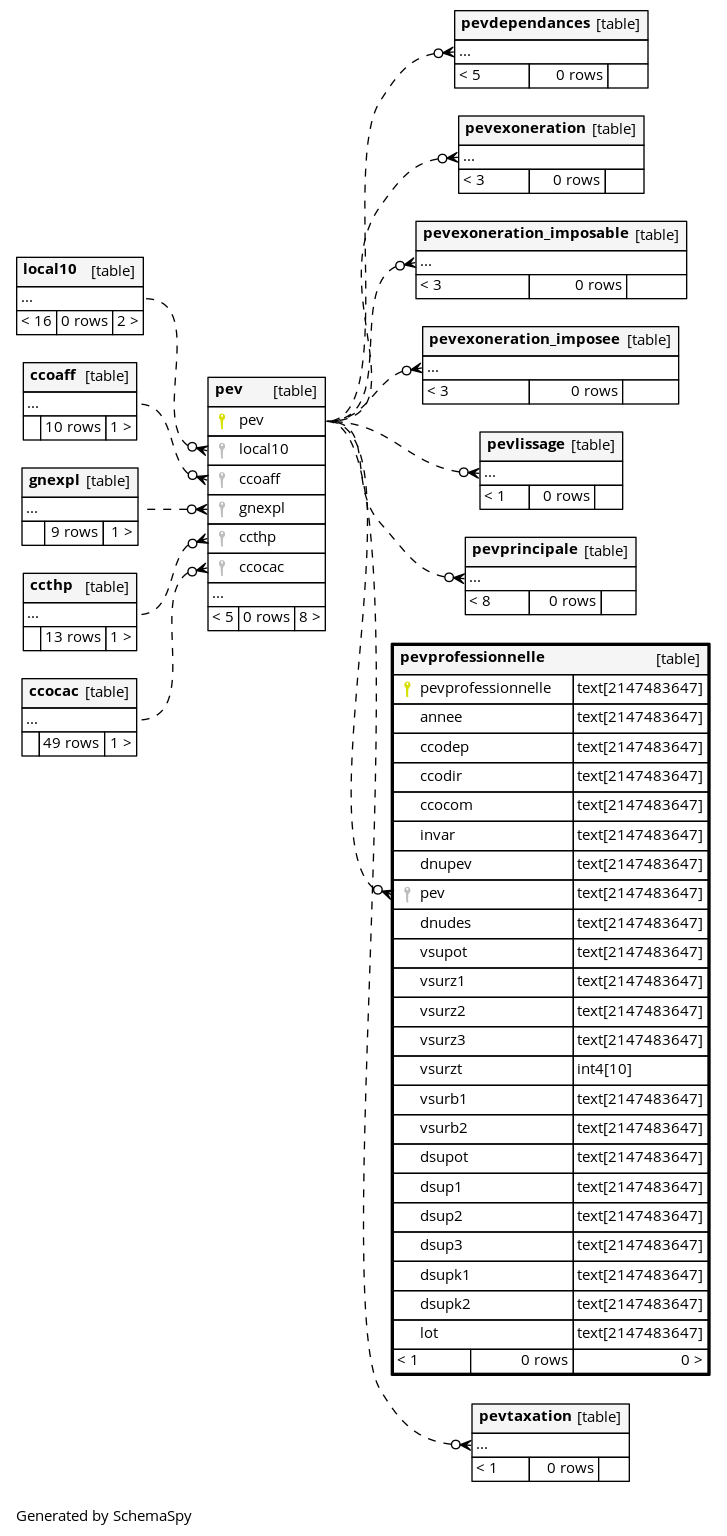 pevdependances [table]
...
< 5 0 rows
pevexoneration [table]
...
< 3 0 rows
pevexoneration_imposable [table]
...
< 3 0 rows
local10 [table]
...
< 16 0 rows 2 >
pevexoneration_imposee [table]
...
< 3 0 rows
ccoaff [table]
...
10 rows 1 >
pev [table]
pev
local10
ccoaff
gnexpl
ccthp
ccocac
...
< 5 0 rows 8 >
pevlissage [table]
...
< 1 0 rows
gnexpl [table]
...
9 rows 1 >
pevprincipale [table]
...
< 8 0 rows
ccthp [table]
...
13 rows 1 >
ccocac [table]
...
49 rows 1 >
pevprofessionnelle [table]
pevprofessionnelle text[2147483647]
annee text[2147483647]
ccodep text[2147483647]
ccodir text[2147483647]
ccocom text[2147483647]
invar text[2147483647]
dnupev text[2147483647]
pev text[2147483647]
dnudes text[2147483647]
vsupot text[2147483647]
vsurz1 text[2147483647]
vsurz2 text[2147483647]
vsurz3 text[2147483647]
vsurzt int4[10]
vsurb1 text[2147483647]
vsurb2 text[2147483647]
dsupot text[2147483647]
dsup1 text[2147483647]
dsup2 text[2147483647]
dsup3 text[2147483647]
dsupk1 text[2147483647]
dsupk2 text[2147483647]
lot text[2147483647]
< 1 0 rows 0 >
pevtaxation [table]
...
< 1 0 rows
Generated by SchemaSpy